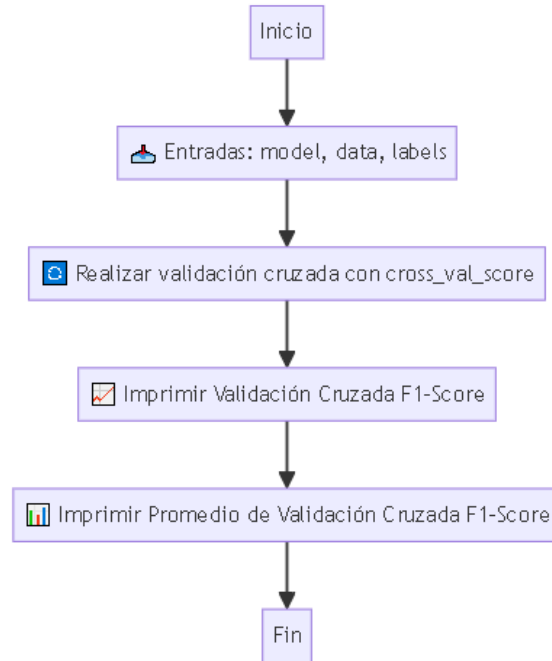 Inicio
Entradas: model, data, labels
Realizar validación cruzada con cross_val_score
Imprimir Validación Cruzada F1-Score
Imprimir Promedio de Validación Cruzada F1-Score
Fin